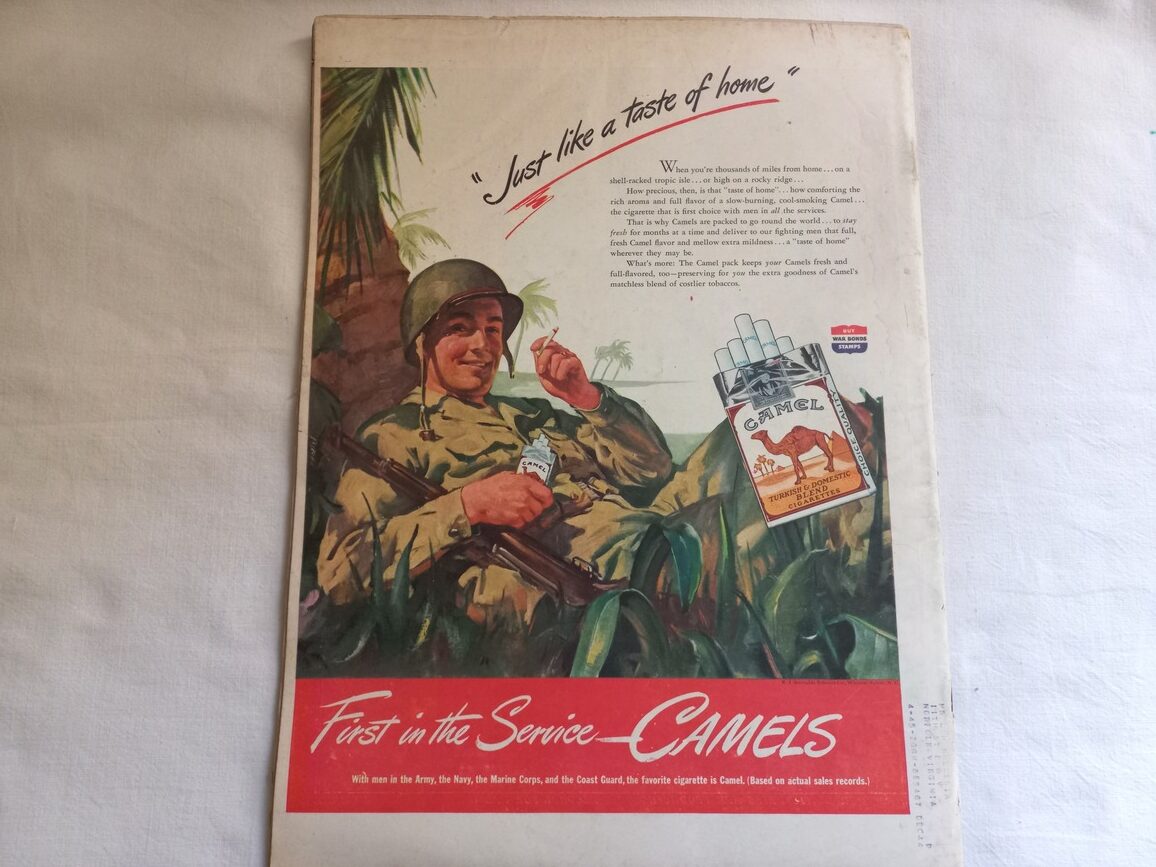 "Just like a taste of home"
When you're thousands of miles from home...on a
shell-racked tropic isle...or high on a rocky ridge...
How precious, then, is that "taste of home"...how comforting the
rich aroma and full flavor of a slow-burning, cool-smoking Camel...
the cigarette that is first choice with men in all the services.
That is why Camels are packed to go round the world...to stay
fresh for months at a time and deliver to our fighting men that full,
fresh Camel flavor and mellow extra mildness...a "taste of home"
wherever they may be.
What's more: The Camel pack keeps your Camels fresh and
full-flavored, too—preserving for you the extra goodness of Camel's
matchless blend of costlier tobaccos.
BUY
WAR BONDS
STAMPS
CAMEL
CHOICE QUALITY
TURKISH & DOMESTIC
BLEND
CIGARETTES
CAMEL
First in the Service—CAMELS
With men in the Army, the Navy, the Marine Corps, and the Coast Guard, the favorite cigarette is Camel. (Based on actual sales records.)